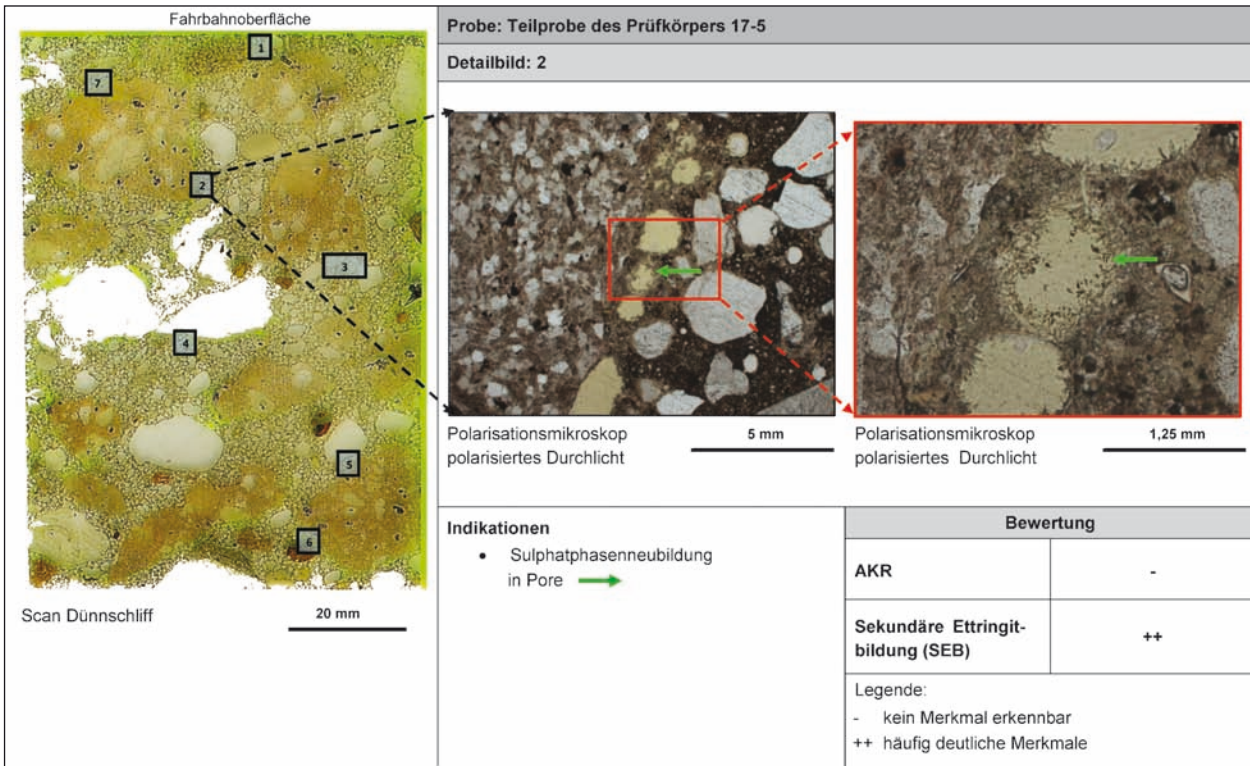 Fahrbahnoberfläche
1
7
2
3
4
5
6
Scan Dünnschliff
20 mm
Probe: Teilprobe des Prüfkörpers 17-5
Detailbild: 2
Polarisationsmikroskop
polarisiertes Durchlicht
5 mm
Polarisationsmikroskop
polarisiertes Durchlicht
1,25 mm
Indikationen
• Sulphatphasenneubildung
in Pore
Bewertung
AKR
-
Sekundäre Ettringit-
bildung (SEB)
++
Legende:
- kein Merkmal erkennbar
++ häufig deutliche Merkmale